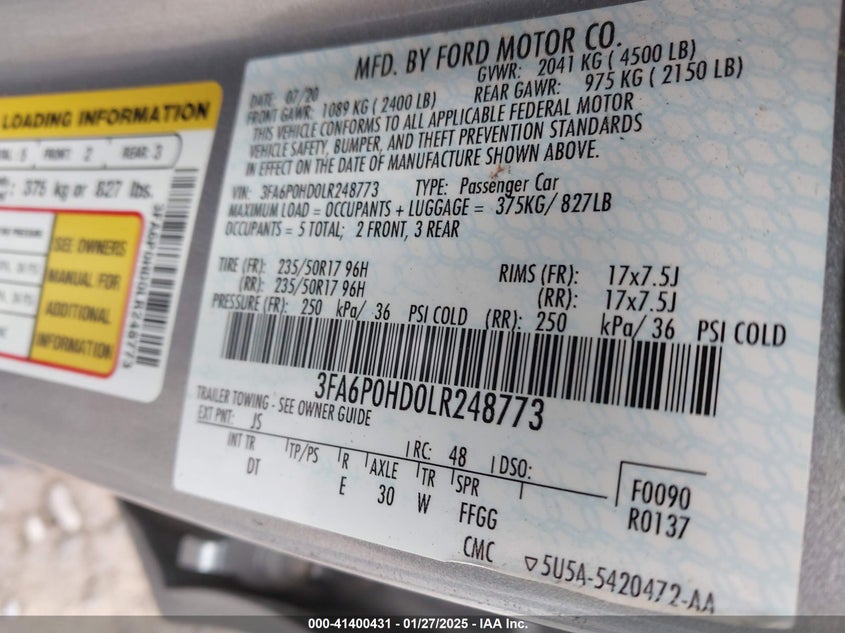 MFD. BY FORD MOTOR CO.
DATE: 07/20 GVWR: 2041 KG ( 4500 LB)
FRONT GAWR: 1089 KG ( 2400 LB) REAR GAWR: 975 KG ( 2150 LB)
THIS VEHICLE CONFORMS TO ALL APPLICABLE FEDERAL MOTOR
VEHICLE SAFETY, BUMPER, AND THEFT PREVENTION STANDARDS
IN EFFECT ON THE DATE OF MANUFACTURE SHOWN ABOVE.
VIN: 3FA6P0HD0LR248773 TYPE: Passenger Car
MAXIMUM LOAD = OCCUPANTS + LUGGAGE = 375KG/ 827LB
OCCUPANTS = 5 TOTAL; 2 FRONT, 3 REAR
TIRE (FR): 235/50R17 96H RIMS (FR): 17x7.5J
(RR): 235/50R17 96H (RR): 17x7.5J
PRESSURE (FR): 250 kPa/ 36 PSI COLD (RR): 250 kPa/ 36 PSI COLD
3FA6P0HD0LR248773
TRAILER TOWING - SEE OWNER GUIDE
EXT PNT: JS RC: 48 DSO:
INT TR TP/PS R AXLE TR SPR
DT E 30 W FFGG
CMC
F0090
R0137
5U5A-5420472-AA
LOADING INFORMATION
5 FRONT: 2 REAR: 3
375 kg or 827 lbs.
SEE OWNERS
MANUAL FOR
ADDITIONAL
INFORMATION
3FA6P0HD0LR248773
000-41400431 - 01/27/2025 - IAA Inc.